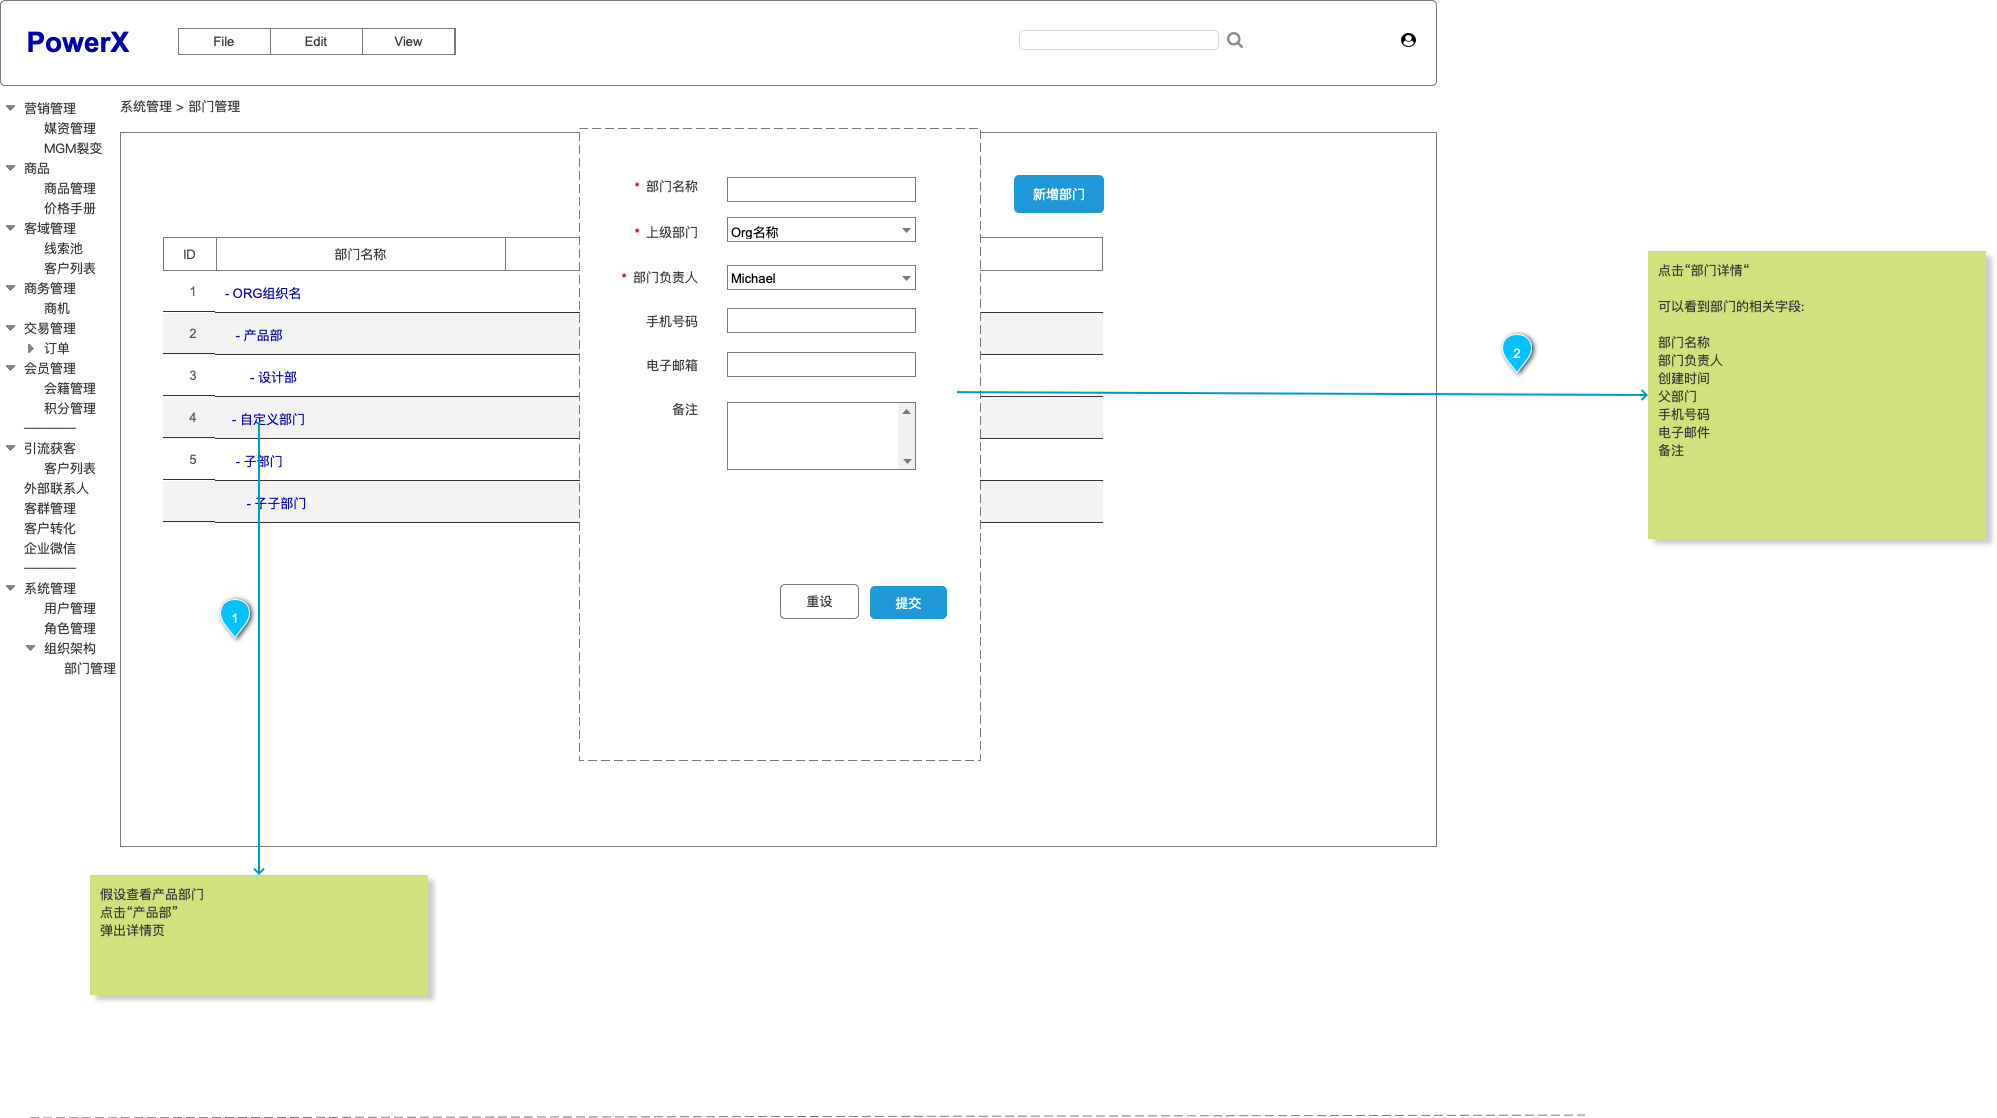 PowerX
File Edit View
营销管理
媒资管理
MGM裂变
商品
商品管理
价格手册
客域管理
线索池
客户列表
商务管理
商机
交易管理
订单
会员管理
会籍管理
积分管理
引流获客
客户列表
外部联系人
客群管理
客户转化
企业微信
系统管理
用户管理
角色管理
组织架构
部门管理
系统管理 > 部门管理
新增部门
ID 部门名称
1 - ORG组织名
2 - 产品部
3 - 设计部
4 - 自定义部门
5 - 子部门
- 子子部门
* 部门名称
* 上级部门 Org名称
* 部门负责人 Michael
手机号码
电子邮箱
备注
重设 提交
1
假设查看产品部门
点击“产品部”
弹出详情页
2
点击“部门详情“
可以看到部门的相关字段:
部门名称
部门负责人
创建时间
父部门
手机号码
电子邮件
备注